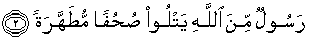 رَسُولٌ مِّنَ ٱللَّهِ يَتْلُوا۟ صُحُفًا مُّطَهَّرَةً ﴿٢﴾